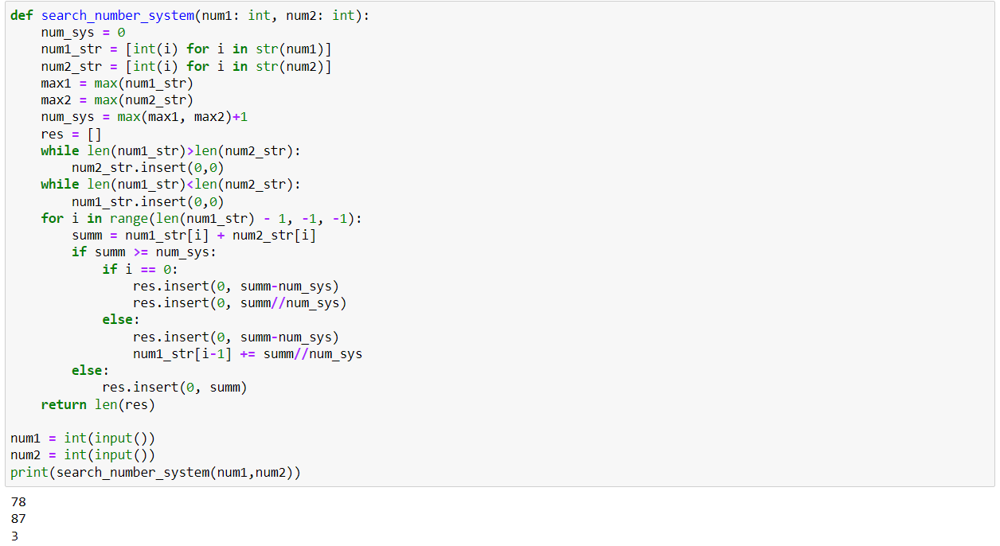 def search_number_system(num1: int, num2: int):
    num_sys = 0
    num1_str = [int(i) for i in str(num1)]
    num2_str = [int(i) for i in str(num2)]
    max1 = max(num1_str)
    max2 = max(num2_str)
    num_sys = max(max1, max2)+1
    res = []
    while len(num1_str)>len(num2_str):
        num2_str.insert(0,0)
    while len(num1_str)<len(num2_str):
        num1_str.insert(0,0)
    for i in range(len(num1_str) - 1, -1, -1):
        summ = num1_str[i] + num2_str[i]
        if summ >= num_sys:
            if i == 0:
                res.insert(0, summ-num_sys)
                res.insert(0, summ//num_sys)
            else:
                res.insert(0, summ-num_sys)
                num1_str[i-1] += summ//num_sys
        else:
            res.insert(0, summ)
    return len(res)

num1 = int(input())
num2 = int(input())
print(search_number_system(num1,num2))
78
87
3